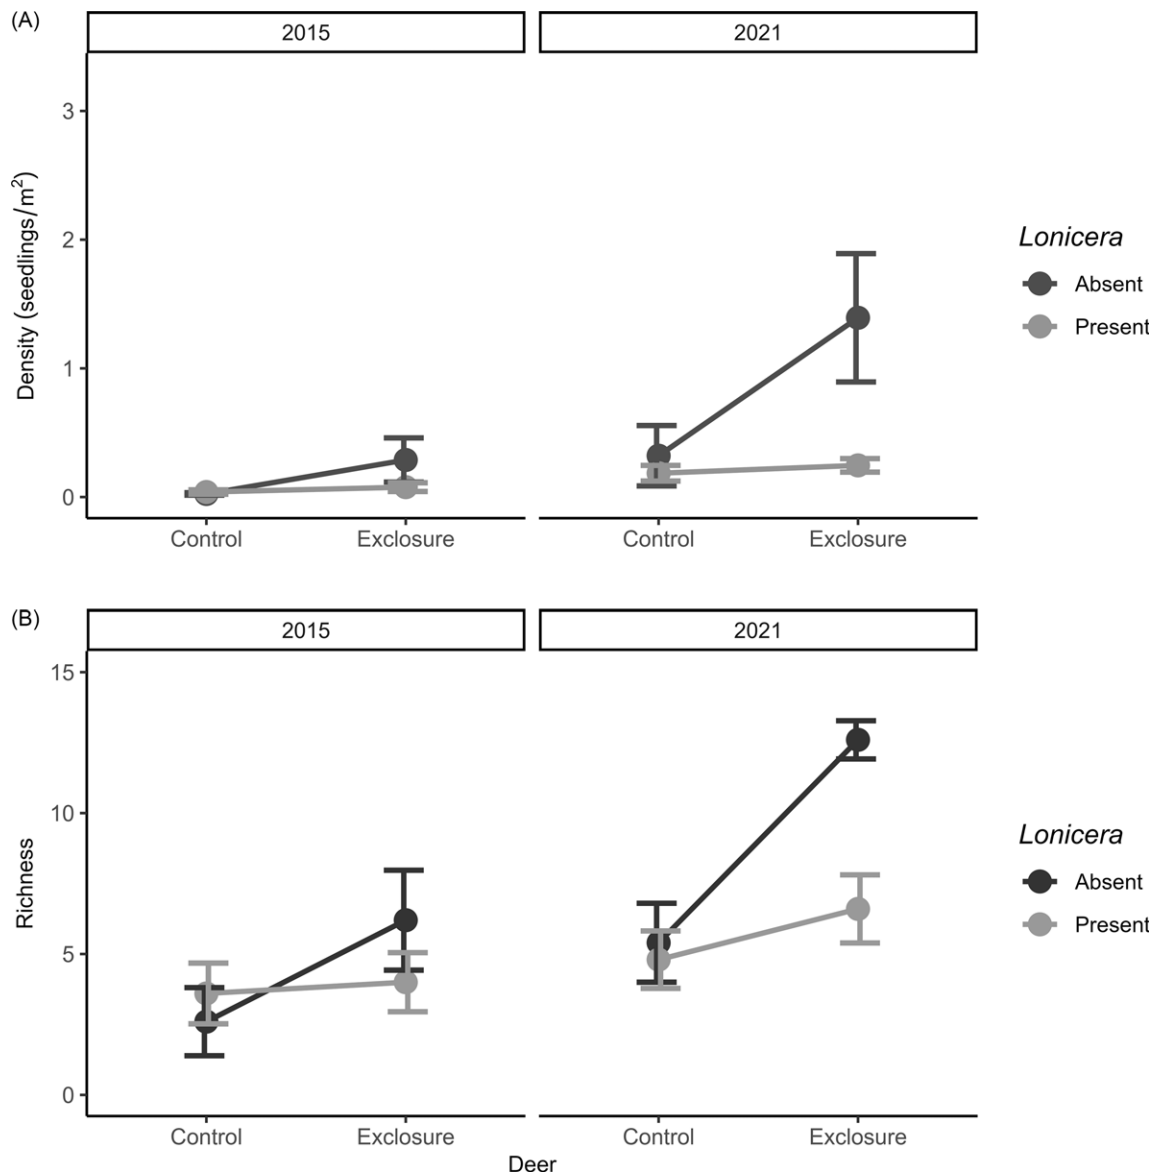 (A)
2015
2021
3
2
1
0
Density (seedlings/m²)
Control
Exclosure
Control
Exclosure
Lonicera
Absent
Present
(B)
2015
2021
15
10
5
0
Richness
Control
Exclosure
Control
Exclosure
Deer
Lonicera
Absent
Present